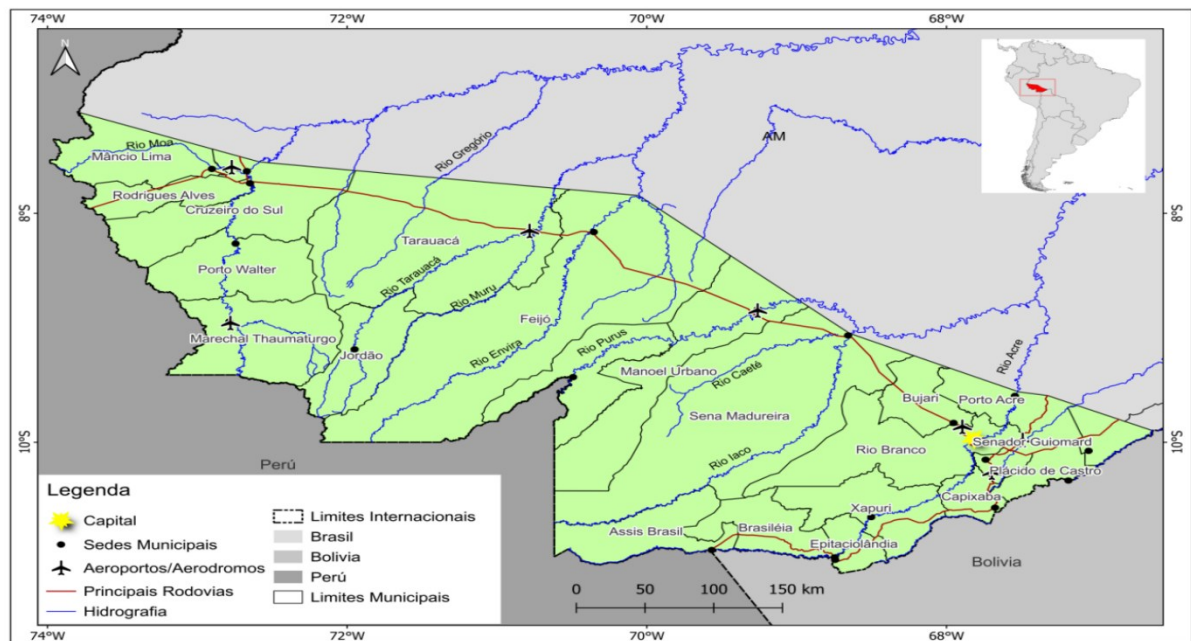 74°W 72°W 70°W 68°W
N
AM
Rio Moa
Mâncio Lima
Rio Gregório
Rodrigues Alves
Cruzeiro do Sul
8°S 8°S
Tarauacá
Porto Walter
Rio Tarauacá
Rio Muru
Feijó
Marechal Thaumaturgo
Jordão
Rio Envira
Rio Purus
Manoel Urbano
Rio Caeté
Rio Acre
Bujari
Porto Acre
Sena Madureira
10°S 10°S
Senador Guiomard
Rio Branco
Perú
Rio Iaco
Plácido de Castro
Capixaba
Xapuri
Assis Brasil
Brasiléia
Epitaciolândia
Bolivia
Legenda
Capital
Sedes Municipais
Aeroportos/Aerodromos
Principais Rodovias
Hidrografia
Limites Internacionais
Brasil
Bolivia
Perú
Limites Municipais
0 50 100 150 km
74°W 72°W 70°W 68°W